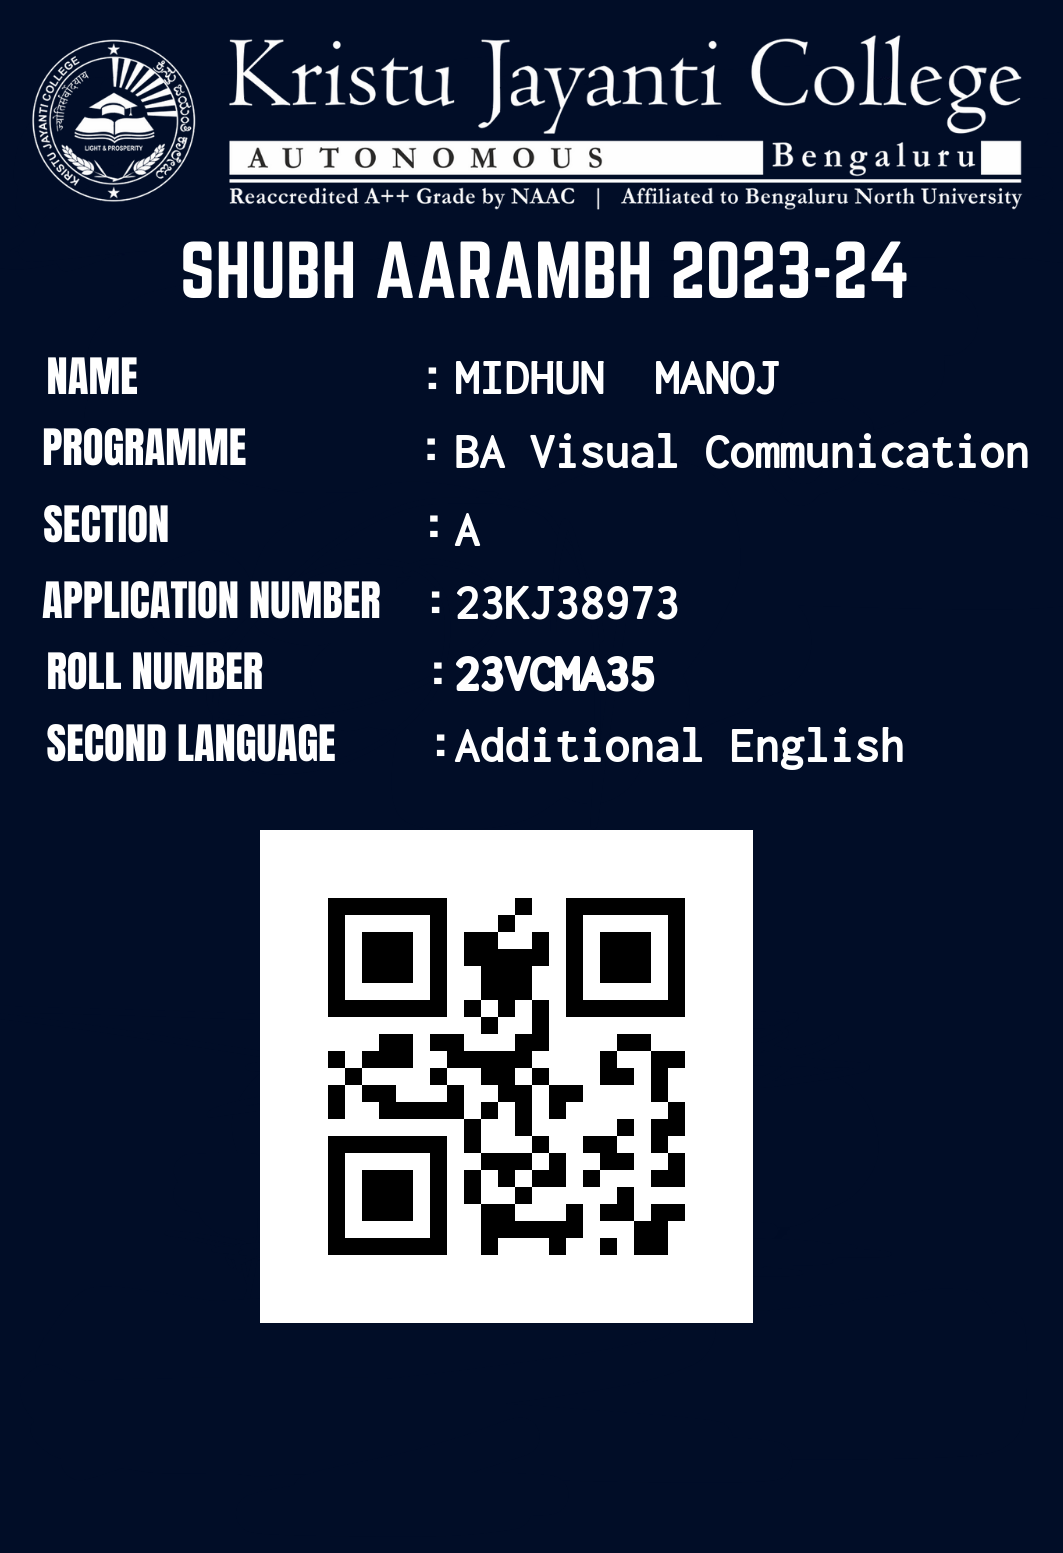 KRISTU JAYANTI COLLEGE
ಕ್ರಿಸ್ತು ಜಯಂತಿ ಕಾಲೇಜು
LIGHT & PROSPERITY
Kristu Jayanti College
AUTONOMOUS Bengaluru
Reaccredited A++ Grade by NAAC | Affiliated to Bengaluru North University
SHUBH AARAMBH 2023-24
NAME : MIDHUN MANOJ
PROGRAMME : BA Visual Communication
SECTION : A
APPLICATION NUMBER : 23KJ38973
ROLL NUMBER : 23VCMA35
SECOND LANGUAGE : Additional English